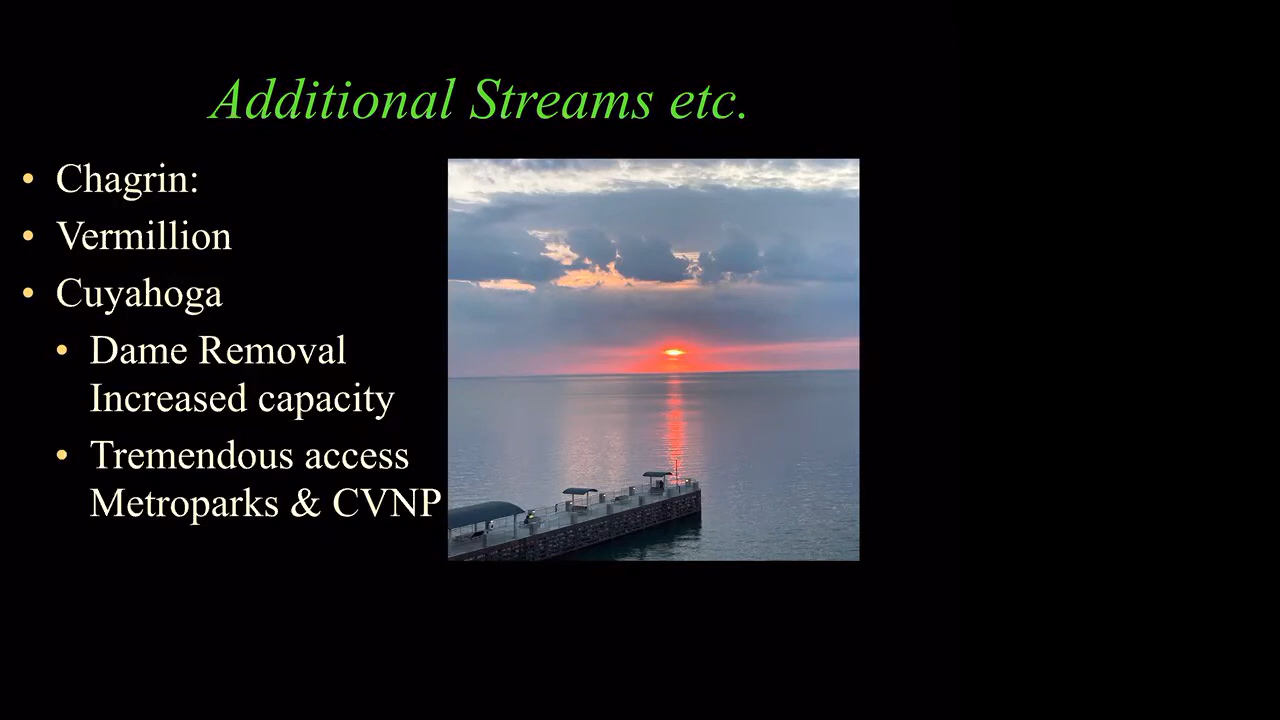 Additional Streams etc.
• Chagrin:
• Vermillion
• Cuyahoga
• Dame Removal
Increased capacity
• Tremendous access
Metroparks & CVNP